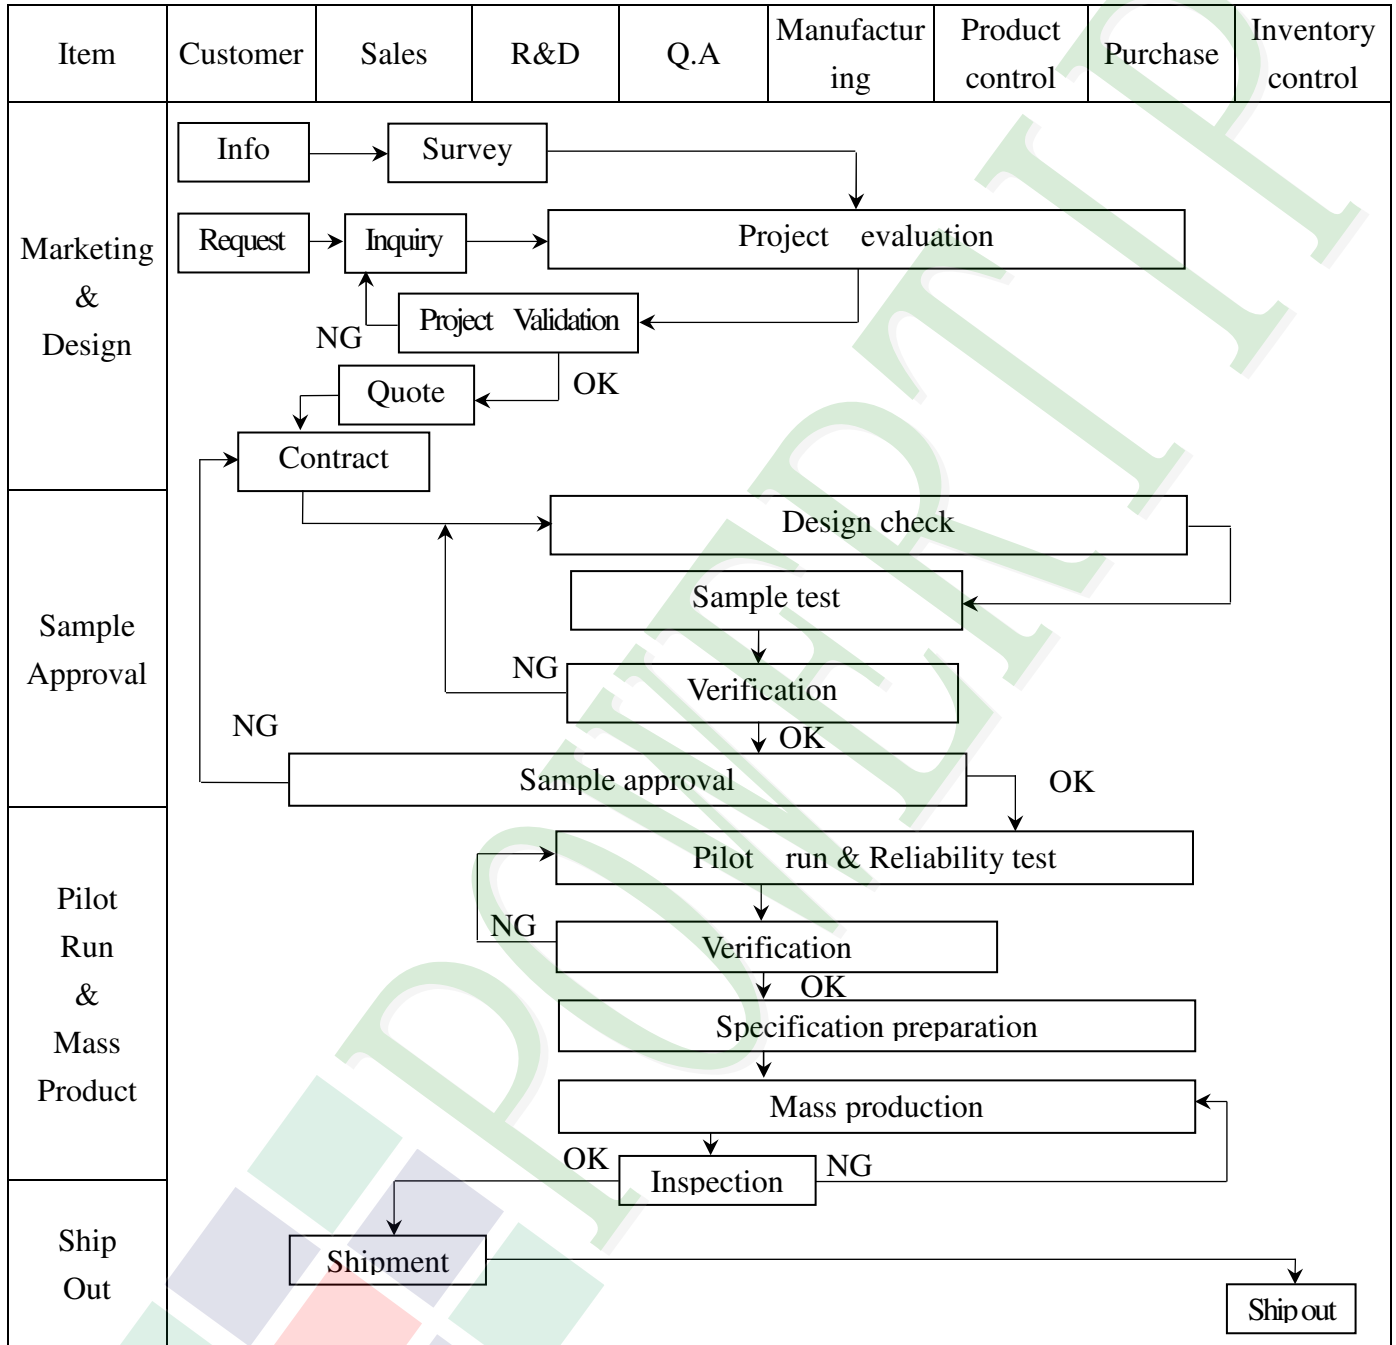 Item
Customer
Sales
R&D
Q.A
Manufactur
ing
Product
control
Purchase
Inventory
control
Marketing
&
Design
Info
Survey
Request
Inquiry
Project evaluation
NG
Project Validation
OK
Quote
Contract
Sample
Approval
Design check
Sample test
NG
Verification
OK
NG
Sample approval
OK
Pilot
Run
&
Mass
Product
Pilot run & Reliability test
NG
Verification
OK
Specification preparation
Mass production
OK
Inspection
NG
Ship
Out
Shipment
Ship out
POWERTIP